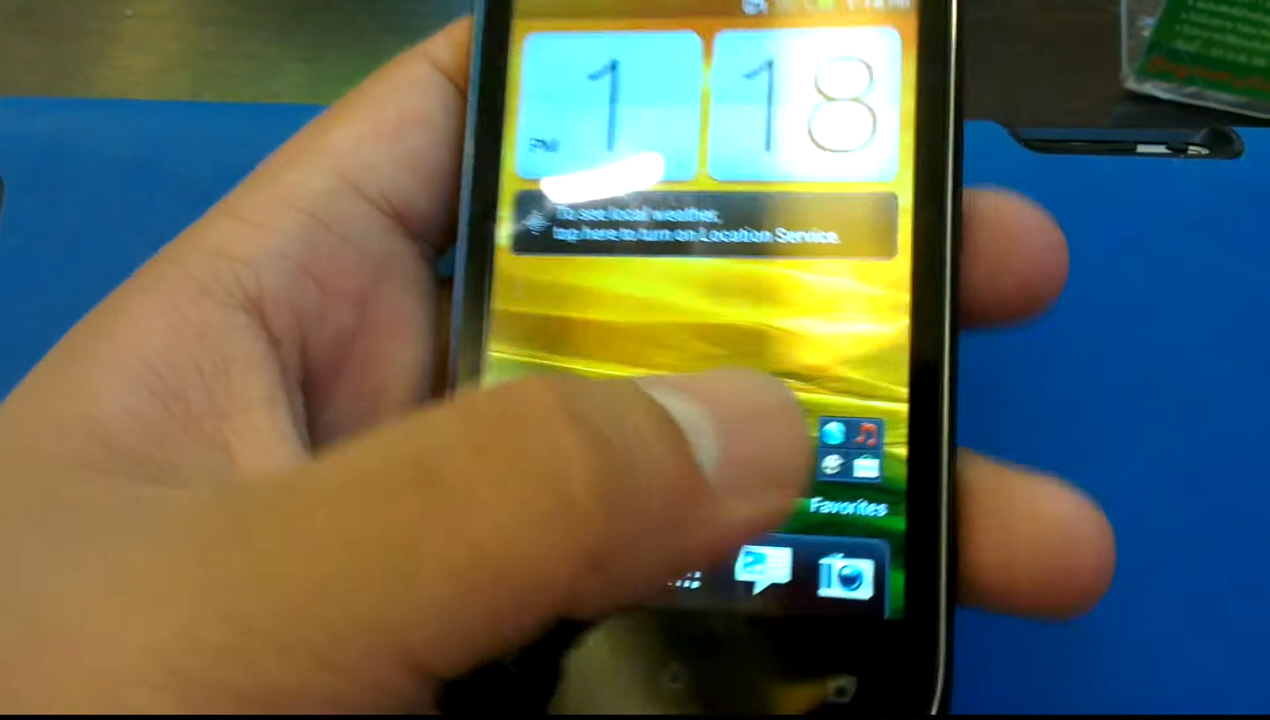 1 18
PM
To see local weather,
tap here to turn on Location Service.
Favorites